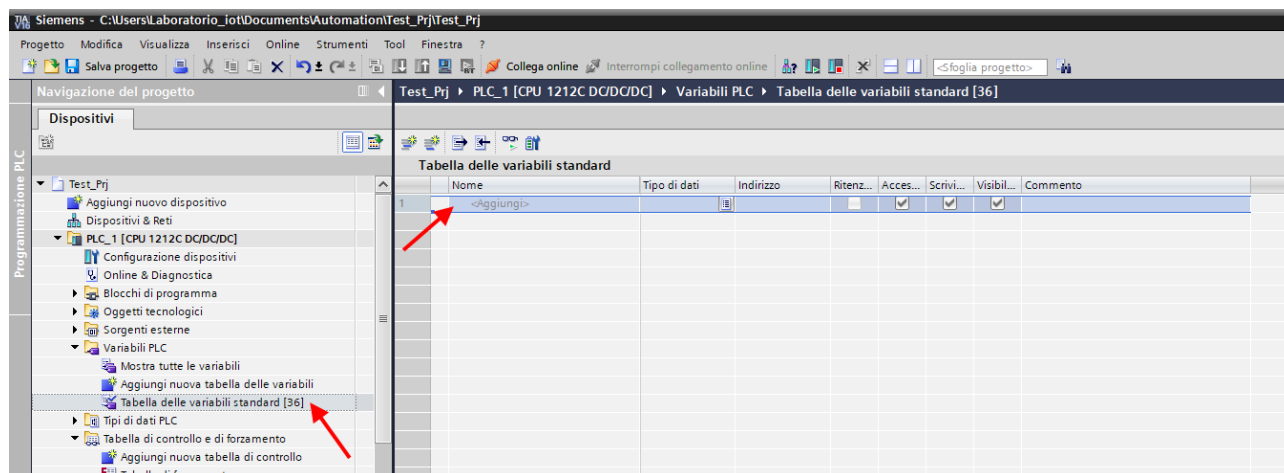 Siemens - C:\Users\Laboratorio_iot\Documents\Automation\Test_Prj\Test_Prj
Progetto Modifica Visualizza Inserisci Online Strumenti Tool Finestra ?
Salva progetto Collega online Interrompi collegamento online <Sfoglia progetto>
Navigazione del progetto
Test_Prj PLC_1 [CPU 1212C DC/DC/DC] Variabili PLC Tabella delle variabili standard [36]
Dispositivi
Programmazione PLC
Tabella delle variabili standard
Nome Tipo di dati Indirizzo Ritenz... Acces... Scrivi... Visibil... Commento
1 <Aggiungi>
Test_Prj
Aggiungi nuovo dispositivo
Dispositivi & Reti
PLC_1 [CPU 1212C DC/DC/DC]
Configurazione dispositivi
Online & Diagnostica
Blocchi di programma
Oggetti tecnologici
Sorgenti esterne
Variabili PLC
Mostra tutte le variabili
Aggiungi nuova tabella delle variabili
Tabella delle variabili standard [36]
Tipi di dati PLC
Tabella di controllo e di forzamento
Aggiungi nuova tabella di controllo